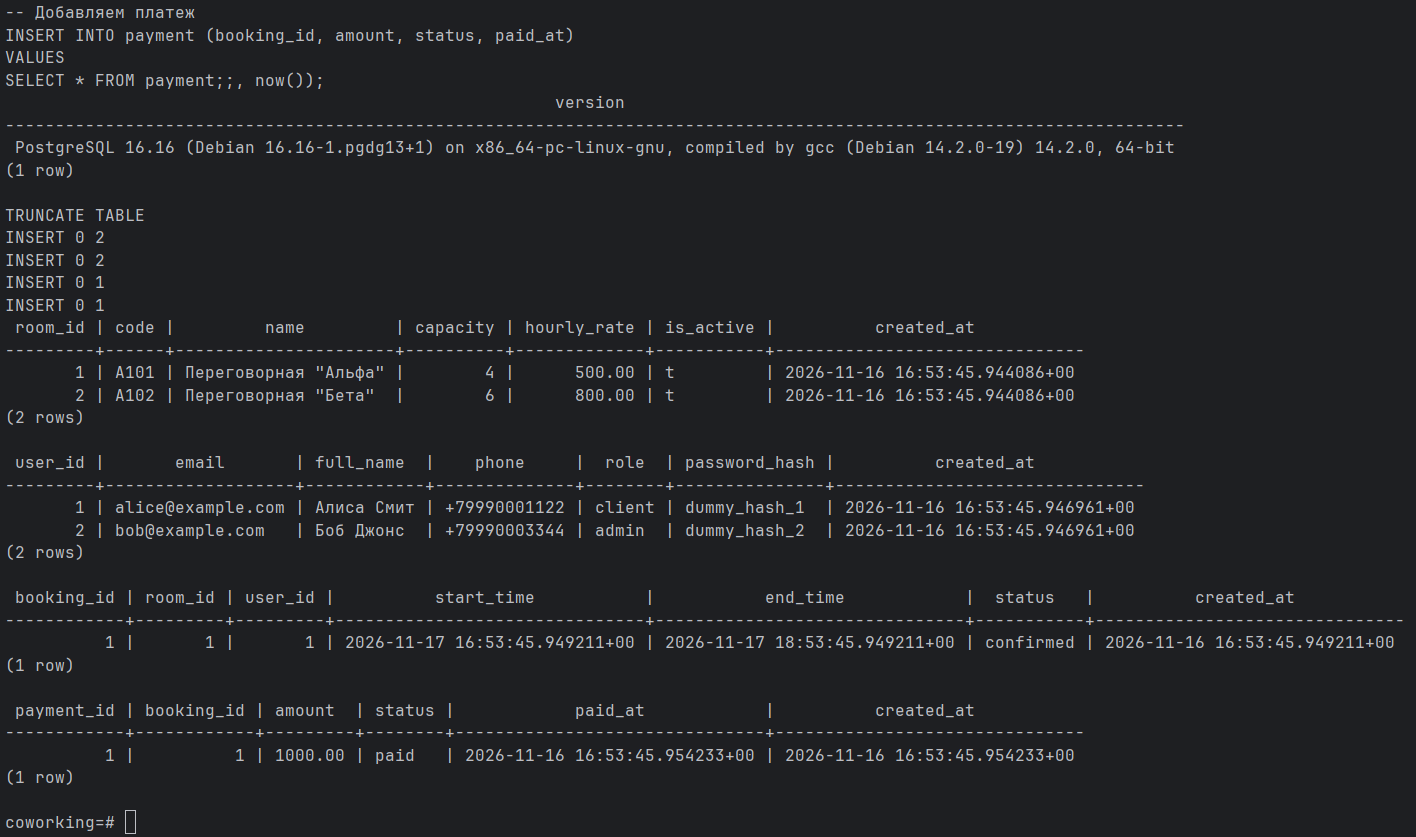 -- Добавляем платеж
INSERT INTO payment (booking_id, amount, status, paid_at)
VALUES
SELECT * FROM payment;;, now());
version
----------------------------------------------------------------------------------------------------------------------
PostgreSQL 16.16 (Debian 16.16-1.pgdg13+1) on x86_64-pc-linux-gnu, compiled by gcc (Debian 14.2.0-19) 14.2.0, 64-bit
(1 row)

TRUNCATE TABLE
INSERT 0 2
INSERT 0 2
INSERT 0 1
INSERT 0 1
room_id | code | name | capacity | hourly_rate | is_active | created_at
---------+------+----------------------+----------+-------------+-----------+-------------------------------
1 | A101 | Переговорная "Альфа" | 4 | 500.00 | t | 2026-11-16 16:53:45.944086+00
2 | A102 | Переговорная "Бета" | 6 | 800.00 | t | 2026-11-16 16:53:45.944086+00
(2 rows)

user_id | email | full_name | phone | role | password_hash | created_at
---------+-------------------+------------+--------------+--------+---------------+-------------------------------
1 | alice@example.com | Алиса Смит | +79990001122 | client | dummy_hash_1 | 2026-11-16 16:53:45.946961+00
2 | bob@example.com | Боб Джонс | +79990003344 | admin | dummy_hash_2 | 2026-11-16 16:53:45.946961+00
(2 rows)

booking_id | room_id | user_id | start_time | end_time | status | created_at
------------+---------+---------+-------------------------------+-------------------------------+-----------+-------------------------------
1 | 1 | 1 | 2026-11-17 16:53:45.949211+00 | 2026-11-17 18:53:45.949211+00 | confirmed | 2026-11-16 16:53:45.949211+00
(1 row)

payment_id | booking_id | amount | status | paid_at | created_at
------------+------------+---------+--------+-------------------------------+-------------------------------
1 | 1 | 1000.00 | paid | 2026-11-16 16:53:45.954233+00 | 2026-11-16 16:53:45.954233+00
(1 row)

coworking=#